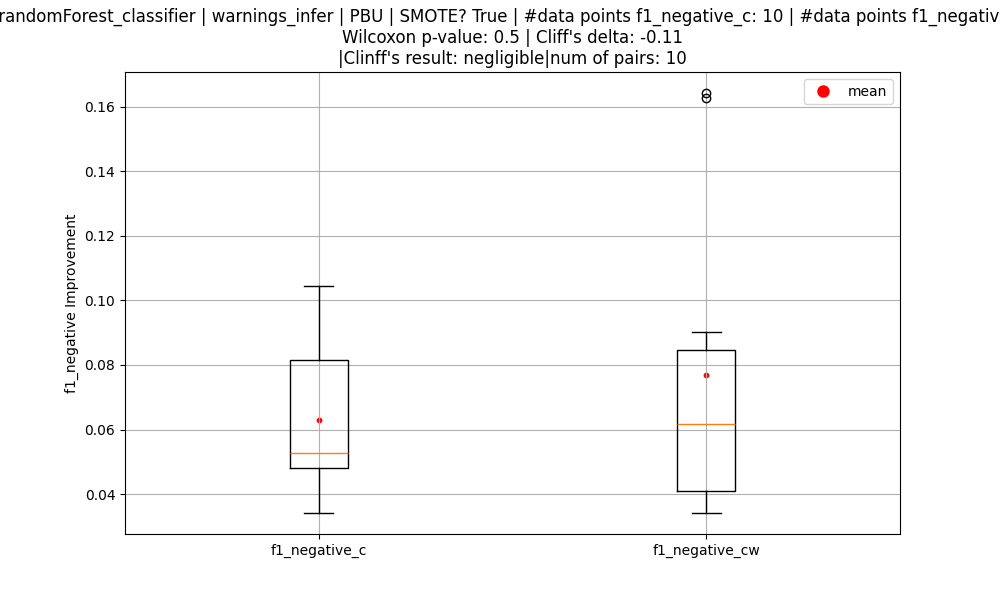 randomForest_classifier | warnings_infer | PBU | SMOTE? True | #data points f1_negative_c: 10 | #data points f1_negativ
Wilcoxon p-value: 0.5 | Cliff's delta: -0.11
|Clinff's result: negligible|num of pairs: 10
mean
0.16
0.14
0.12
0.10
0.08
0.06
0.04
f1_negative Improvement
f1_negative_c
f1_negative_cw